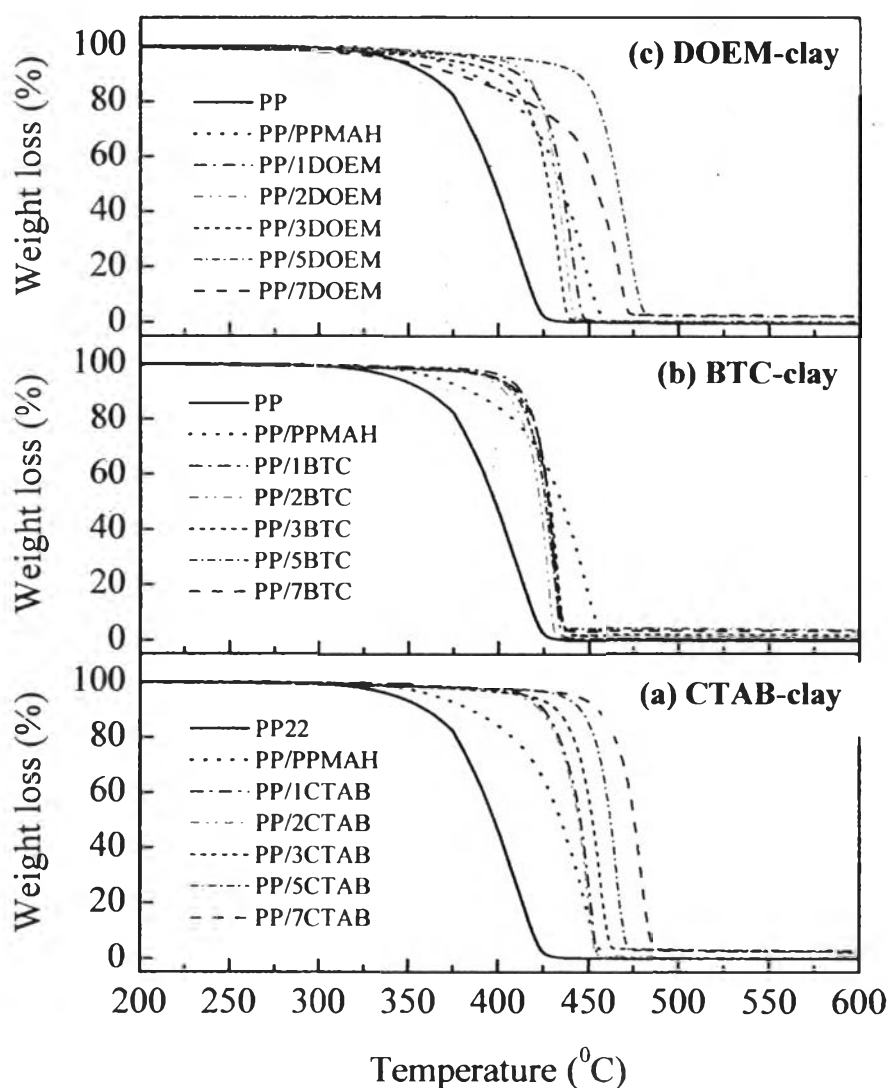 (c) DOEM-clay
Weight loss (%)
100
80
60
40
20
0
PP
PP/PPMAH
PP/1DOEM
PP/2DOEM
PP/3DOEM
PP/5DOEM
PP/7DOEM
(b) BTC-clay
Weight loss (%)
100
80
60
40
20
0
PP
PP/PPMAH
PP/1BTC
PP/2BTC
PP/3BTC
PP/5BTC
PP/7BTC
(a) CTAB-clay
Weight loss (%)
100
80
60
40
20
0
PP22
PP/PPMAH
PP/1CTAB
PP/2CTAB
PP/3CTAB
PP/5CTAB
PP/7CTAB
200 250 300 350 400 450 500 550 600
Temperature (⁰C)